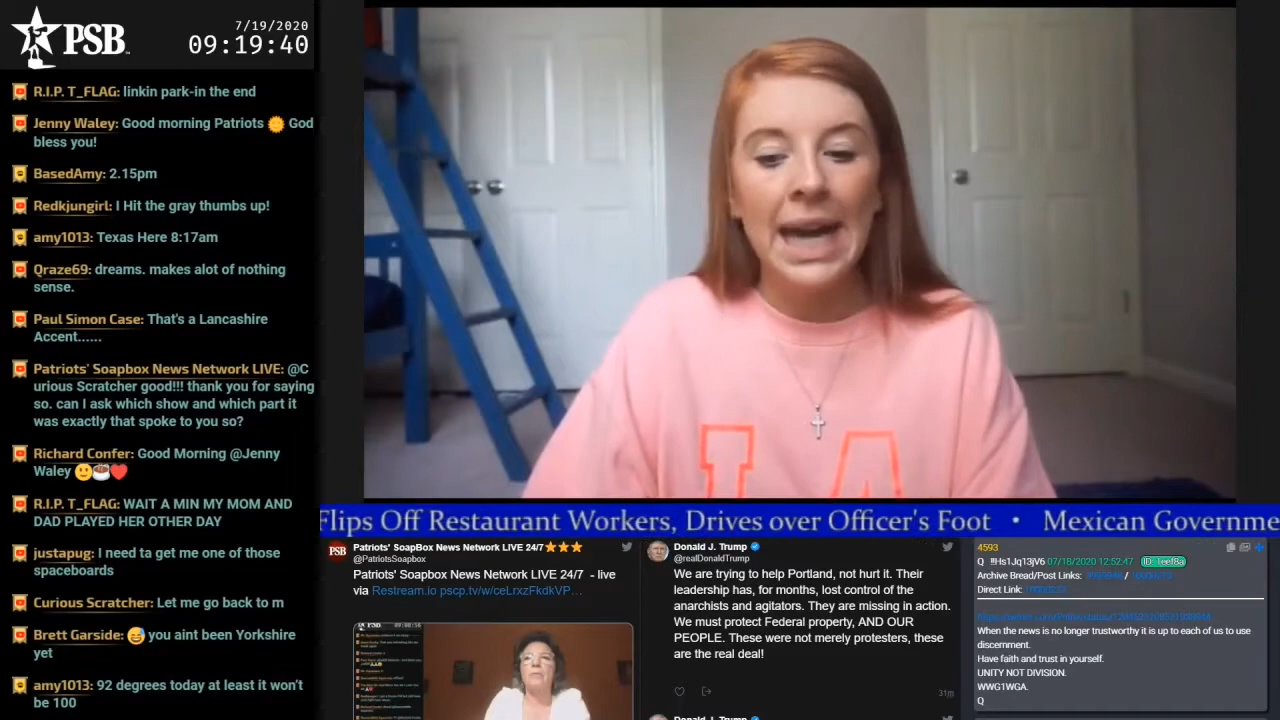 PSB
7/19/2020
09:19:40
R.I.P. T_FLAG: linkin park-in the end
Jenny Waley: Good morning Patriots 🌞 God
bless you!
BasedAmy: 2.15pm
Redkjungirl: I Hit the gray thumbs up!
amy1013: Texas Here 8:17am
Qraze69: dreams. makes alot of nothing
sense.
Paul Simon Case: That's a Lancashire
Accent......
Patriots' Soapbox News Network LIVE: @C
urious Scratcher good!!! thank you for saying
so. can I ask which show and which part it
was exactly that spoke to you so?
Richard Confer: Good Morning @Jenny
Waley 🙂☕❤️
R.I.P. T_FLAG: WAIT A MIN MY MOM AND
DAD PLAYED HER OTHER DAY
justapug: I need ta get me one of those
spaceboards
Curious Scratcher: Let me go back to m
Brett Garside: 😅 you aint been Yorkshire
yet
amy1013: 92 degrees today at least it won't
be 100
LA
Flips Off Restaurant Workers, Drives over Officer's Foot • Mexican Governme
PSB
Patriots' SoapBox News Network LIVE 24/7⭐⭐⭐
@PatriotsSoapbox
Patriots' SoapBox News Network LIVE 24/7 - live
via Restream.io pscp.tv/w/ceLrxzFkdkVP…
Donald J. Trump
@realDonaldTrump
We are trying to help Portland, not hurt it. Their
leadership has, for months, lost control of the
anarchists and agitators. They are missing in action.
We must protect Federal property, AND OUR
PEOPLE. These were not merely protesters, these
are the real deal!
31m
Donald J. Trump
4593
Q !!Hs1Jq13jV6 07/18/2020 12:52:47 ID: 1eef8a
Archive Bread/Post Links:
Direct Link:
When the news is no longer trustworthy it is up to each of us to use
discernment.
Have faith and trust in yourself.
UNITY NOT DIVISION.
WWG1WGA.
Q